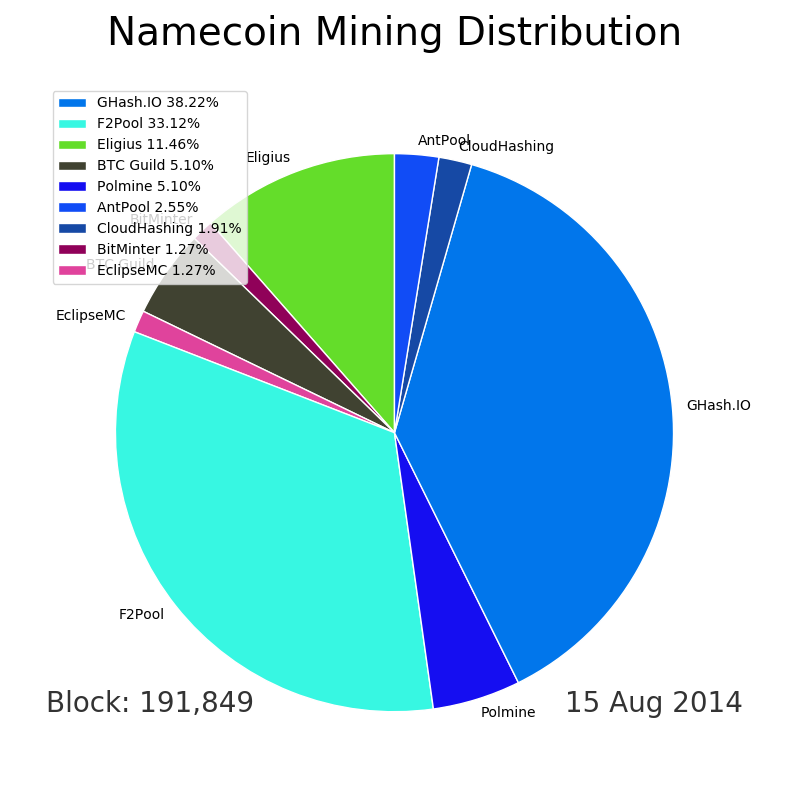 Namecoin Mining Distribution
GHash.IO 38.22%
F2Pool 33.12%
Eligius 11.46%
BTC Guild 5.10%
Polmine 5.10%
AntPool 2.55%
CloudHashing 1.91%
BitMinter 1.27%
EclipseMC 1.27%
AntPool
CloudHashing
Eligius
BitMinter
BTC Guild
EclipseMC
GHash.IO
F2Pool
Polmine
Block: 191,849
15 Aug 2014